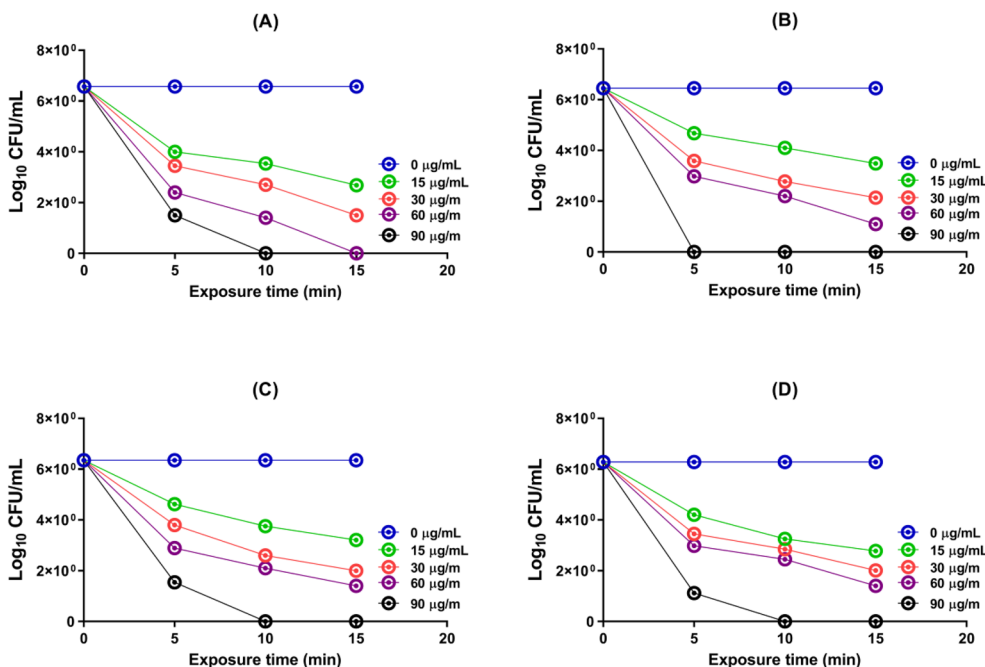 (A)
Log₁₀ CFU/mL
8×10⁰
6×10⁰
4×10⁰
2×10⁰
0
0 5 10 15 20
Exposure time (min)
0 μg/mL
15 μg/mL
30 μg/m
60 μg/m
90 μg/m
(B)
Log₁₀ CFU/mL
8×10⁰
6×10⁰
4×10⁰
2×10⁰
0
0 5 10 15 20
Exposure time (min)
0 μg/mL
15 μg/mL
30 μg/m
60 μg/m
90 μg/m
(C)
Log₁₀ CFU/mL
8×10⁰
6×10⁰
4×10⁰
2×10⁰
0
0 5 10 15 20
Exposure time (min)
0 μg/mL
15 μg/mL
30 μg/m
60 μg/m
90 μg/m
(D)
Log₁₀ CFU/mL
8×10⁰
6×10⁰
4×10⁰
2×10⁰
0
0 5 10 15 20
Exposure time (min)
0 μg/mL
15 μg/mL
30 μg/m
60 μg/m
90 μg/m